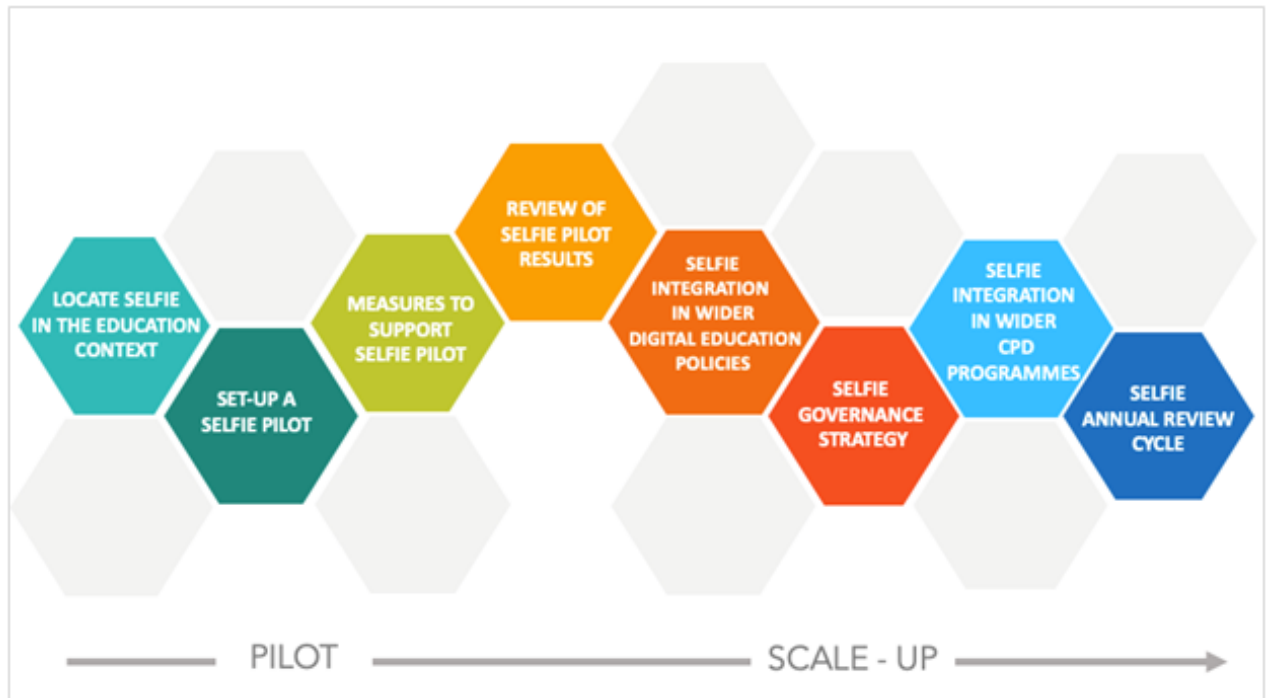 LOCATE SELFIE
IN THE EDUCATION
CONTEXT
SET-UP A
SELFIE PILOT
MEASURES TO
SUPPORT
SELFIE PILOT
REVIEW OF
SELFIE PILOT
RESULTS
SELFIE
INTEGRATION
IN WIDER
DIGITAL EDUCATION
POLICIES
SELFIE
GOVERNANCE
STRATEGY
SELFIE
INTEGRATION
IN WIDER
CPD
PROGRAMMES
SELFIE
ANNUAL REVIEW
CYCLE
PILOT
SCALE - UP